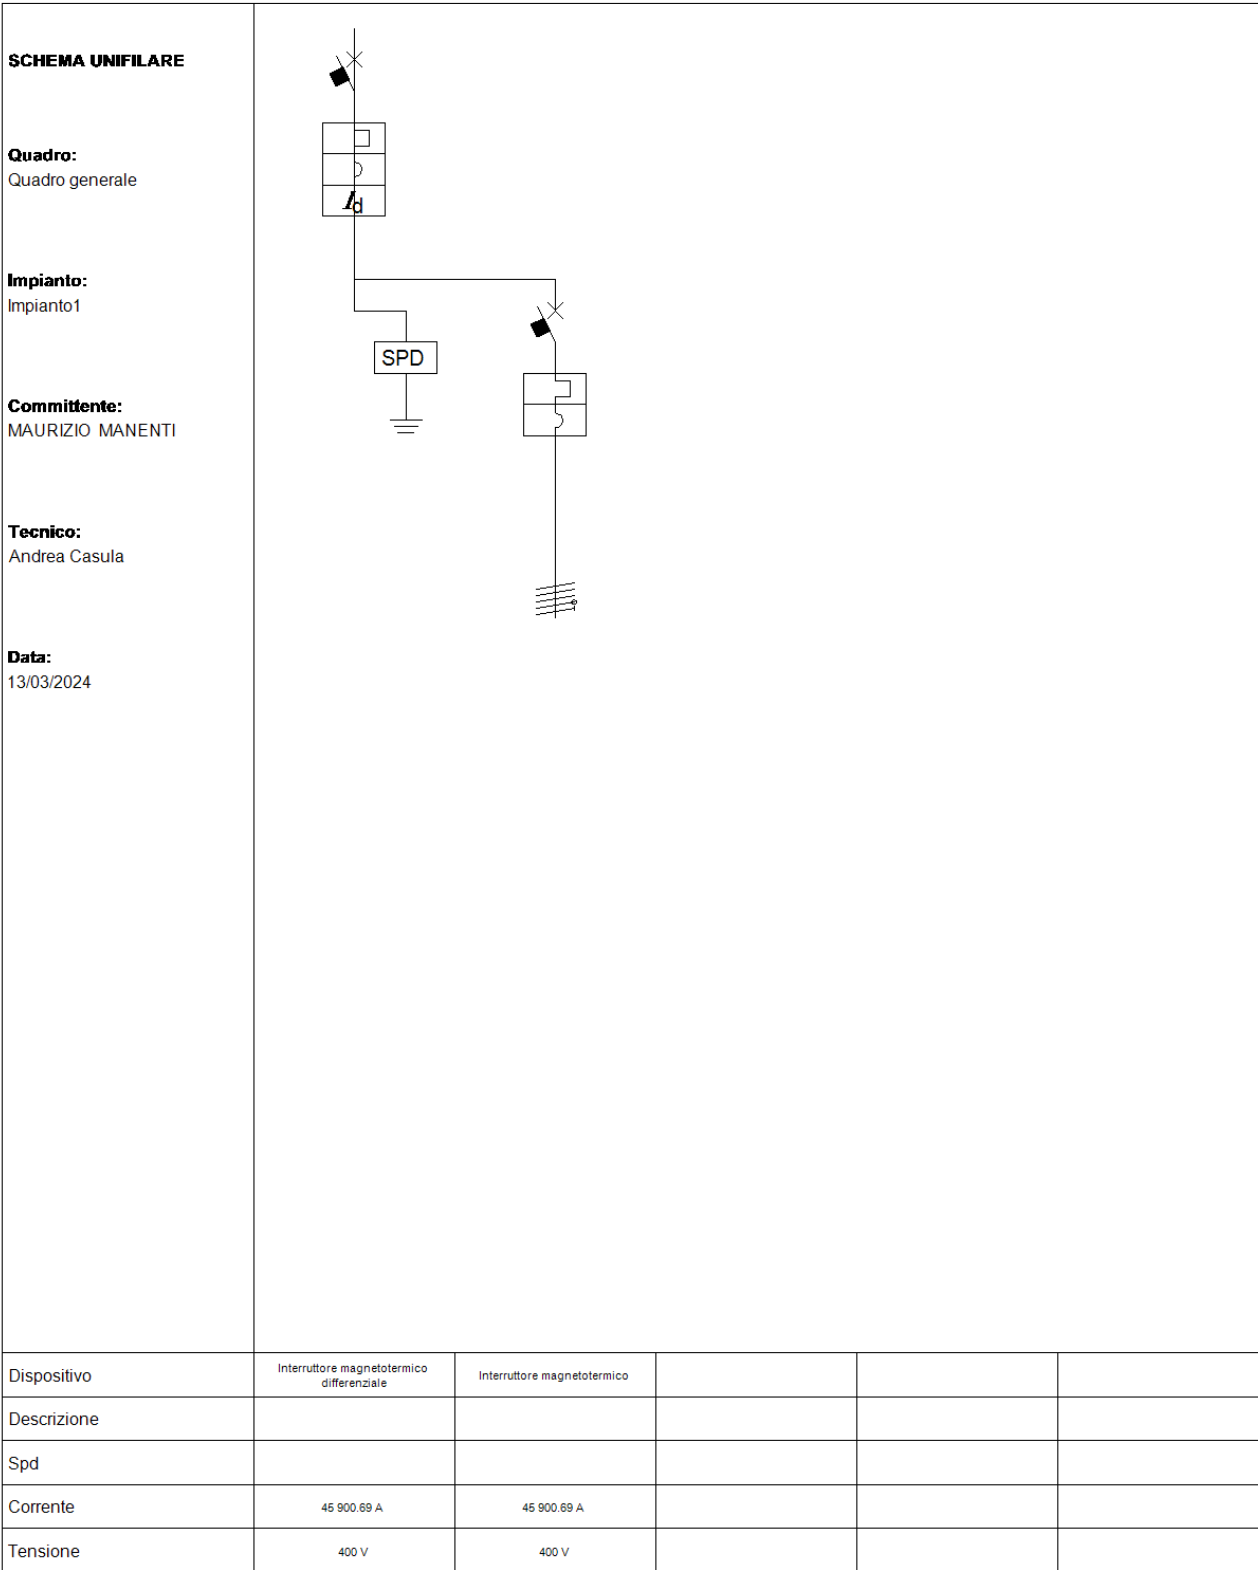 SCHEMA UNIFILARE
Quadro:
Quadro generale
Impianto:
Impianto1
Committente:
MAURIZIO MANENTI
Tecnico:
Andrea Casula
Data:
13/03/2024
Id
SPD
Dispositivo
Interruttore magnetotermico
differenziale
Interruttore magnetotermico
Descrizione
Spd
Corrente
45 900.69 A
45 900.69 A
Tensione
400 V
400 V